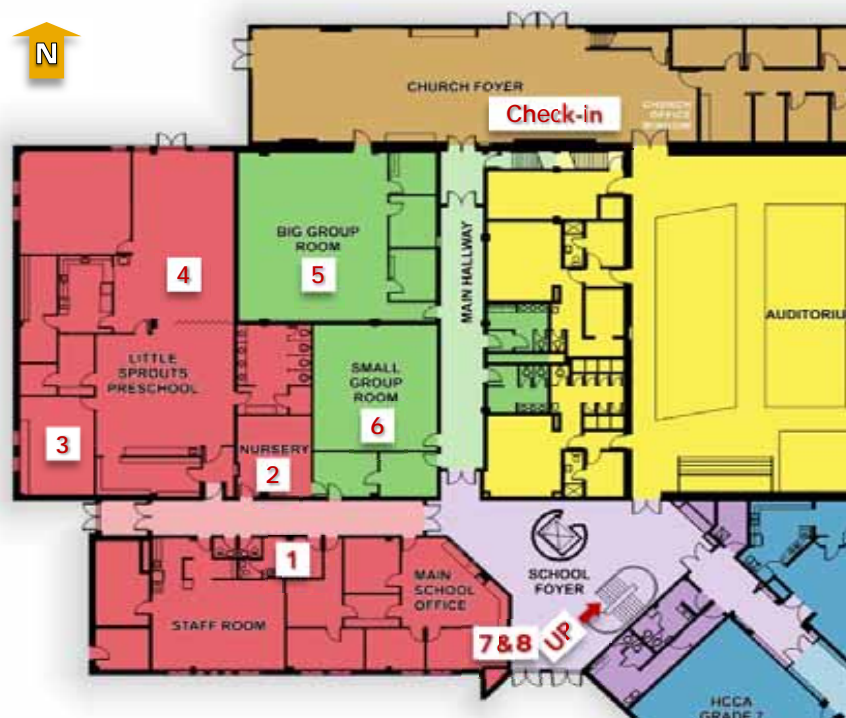 N
CHURCH FOYER
Check-in
CHURCH
OFFICE
WINDOW
BIG GROUP
ROOM
5
4
MAIN HALLWAY
AUDITORIU
LITTLE
SPROUTS
PRESCHOOL
SMALL
GROUP
ROOM
6
3
NURSERY
2
1
MAIN
SCHOOL
OFFICE
STAFF ROOM
SCHOOL
FOYER
7&8
UP
HCCA
GRADE 7